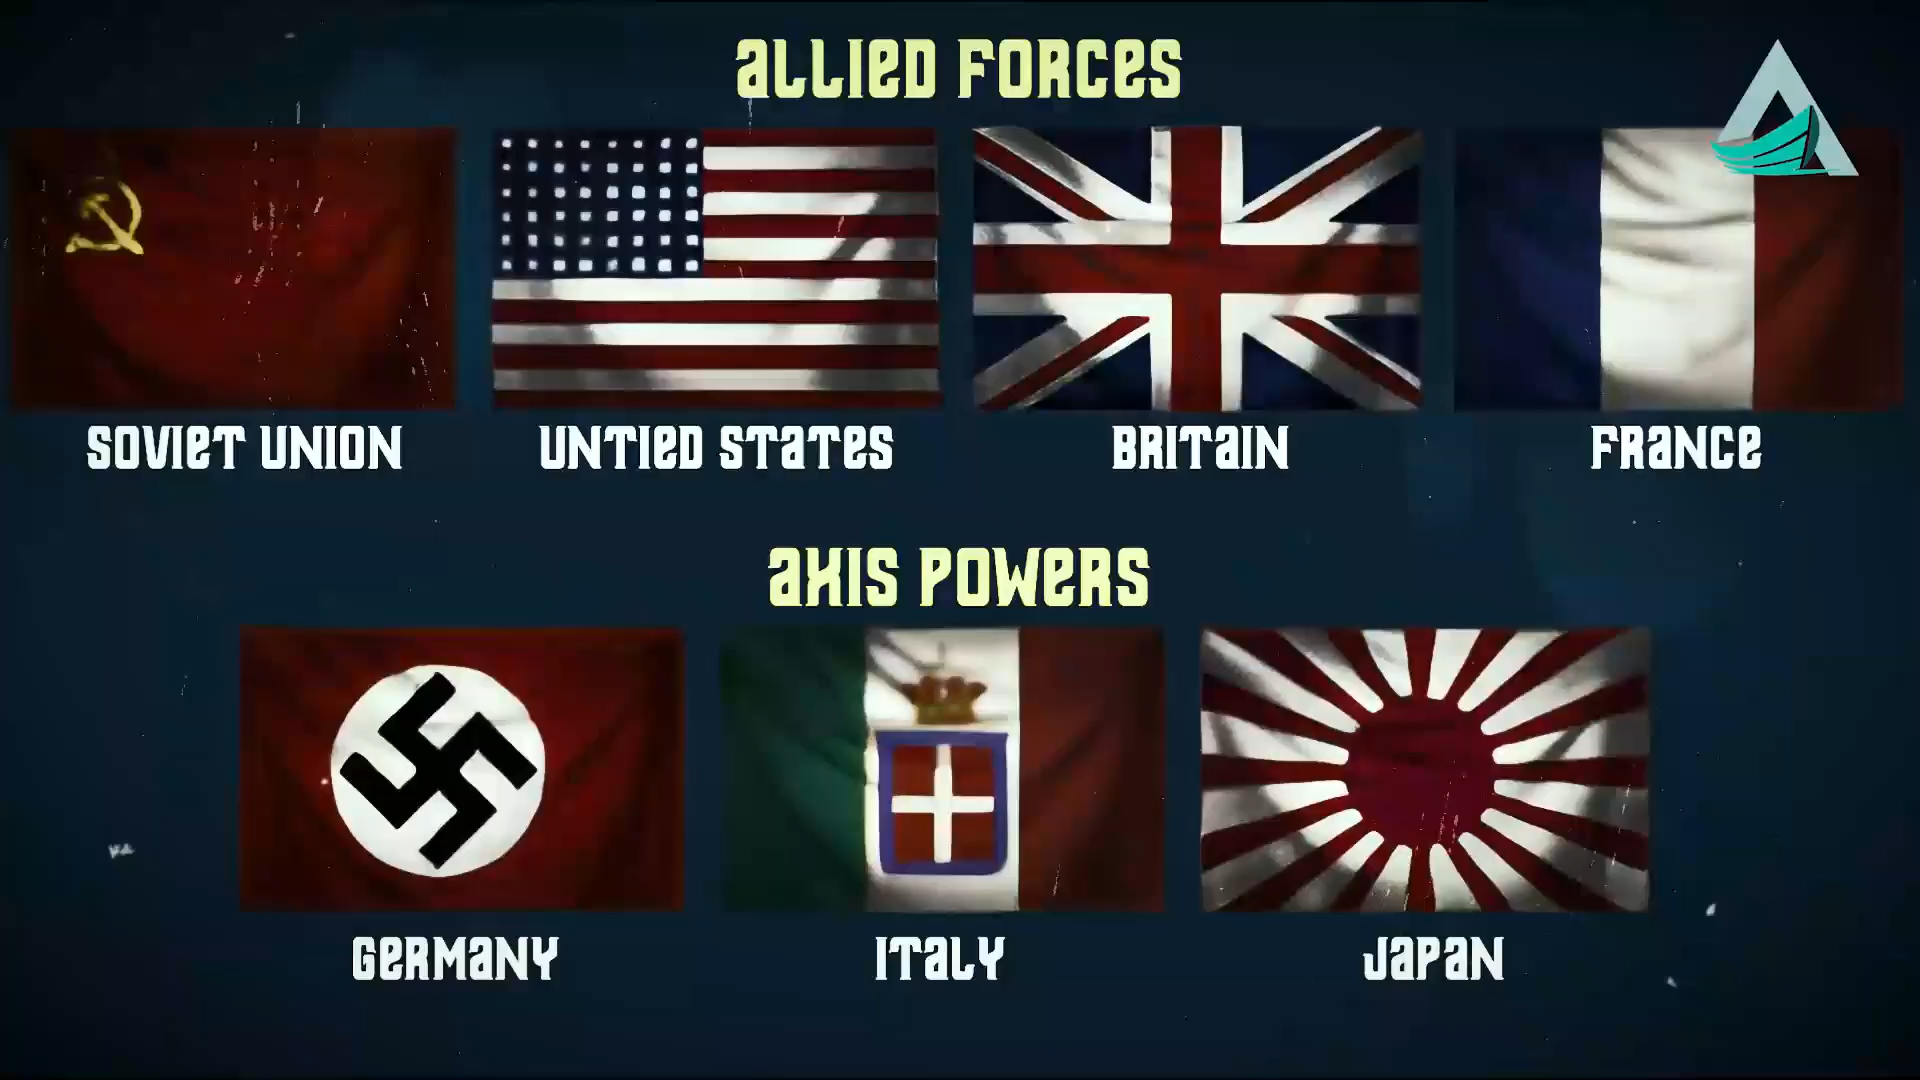 ALLIED FORCES
SOVIET UNION
UNTIED STATES
BRITAIN
FRANCE
AXIS POWERS
GERMANY
ITALY
JAPAN